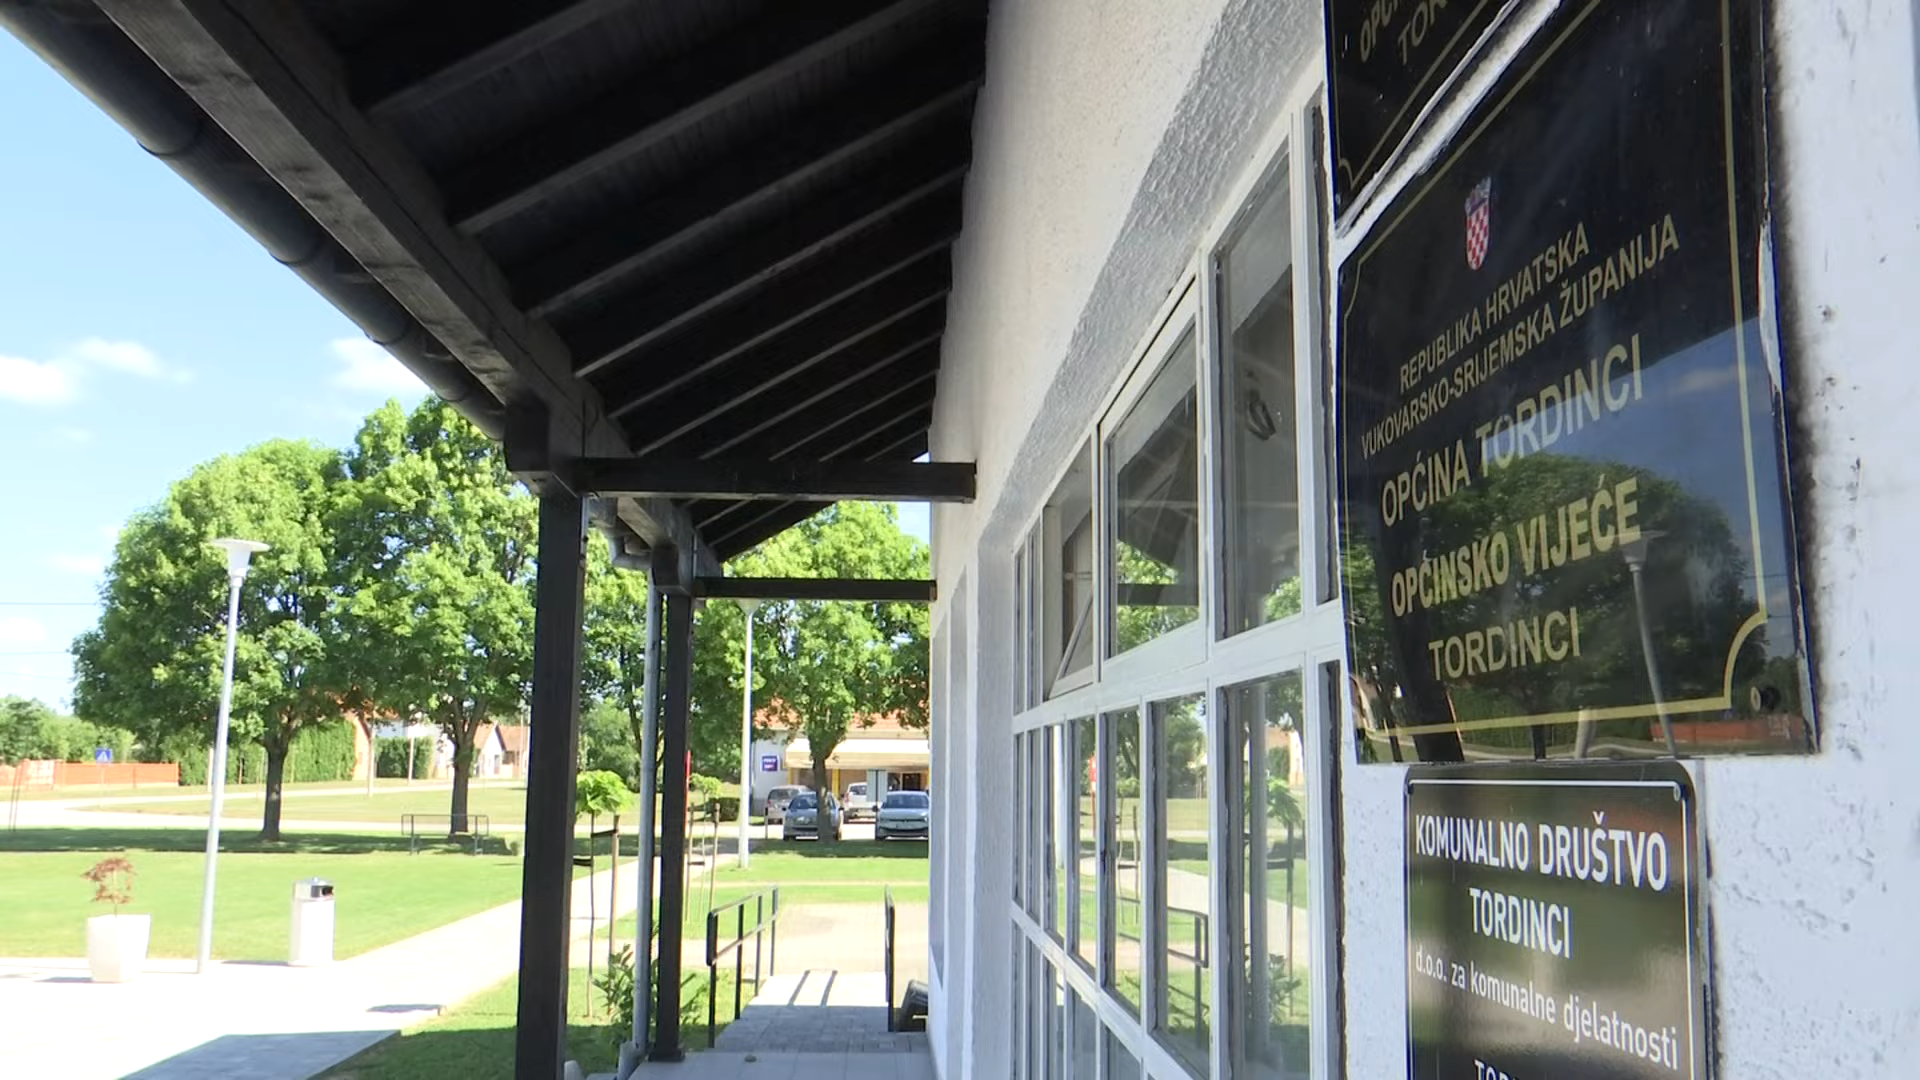 REPUBLIKA HRVATSKA
VUKOVARSKO-SRIJEMSKA ŽUPANIJA
OPĆINA TORDINCI
OPĆINSKO VIJEĆE
TORDINCI
KOMUNALNO DRUŠTVO
TORDINCI
d.o.o. za komunalne djelatnosti